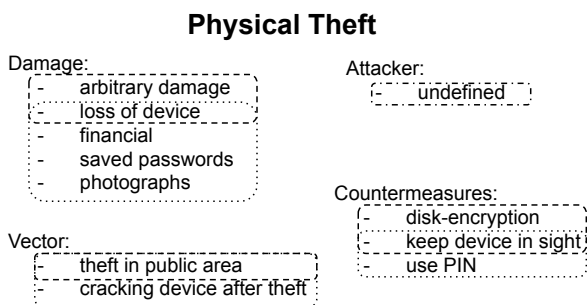 Physical Theft
Damage:
- arbitrary damage
- loss of device
- financial
- saved passwords
- photographs
Attacker:
- undefined
Vector:
- theft in public area
- cracking device after theft
Countermeasures:
- disk-encryption
- keep device in sight
- use PIN